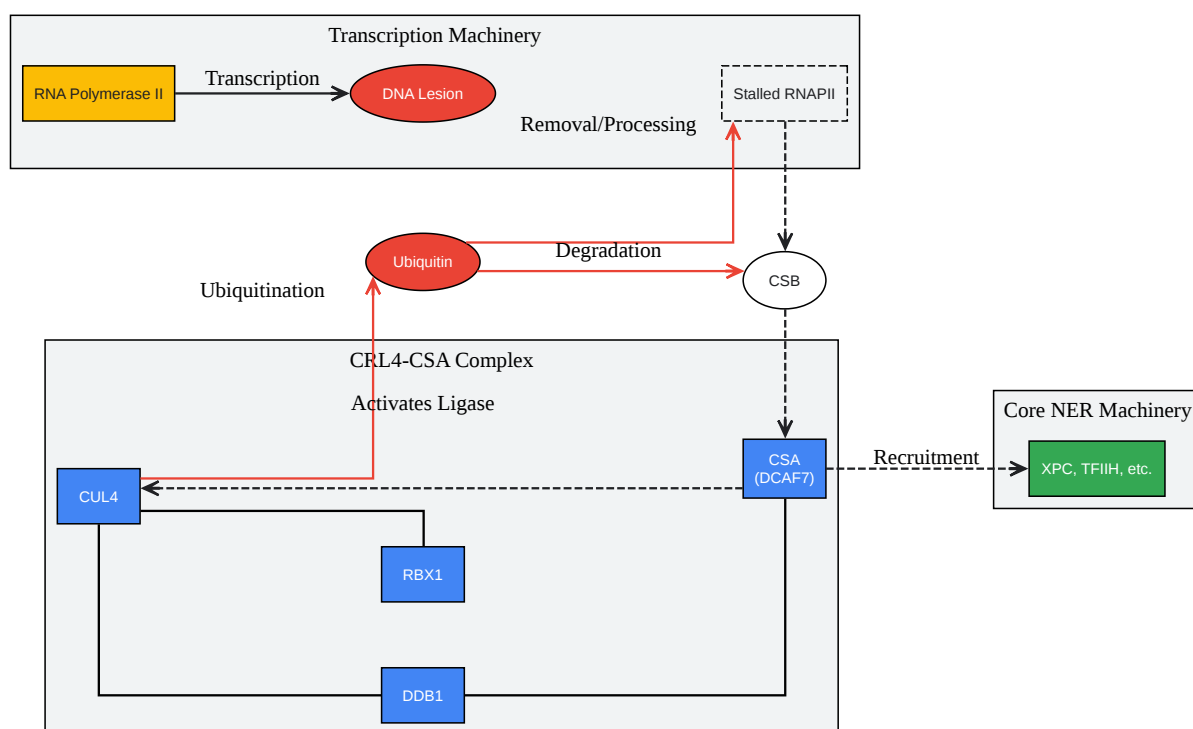 Transcription Machinery
RNA Polymerase II
Transcription
DNA Lesion
Stalled RNAPII
Removal/Processing
Ubiquitin
Degradation
CSB
Ubiquitination
CRL4-CSA Complex
Activates Ligase
Core NER Machinery
CSA
(DCAF7)
Recruitment
XPC, TFIIH, etc.
CUL4
RBX1
DDB1